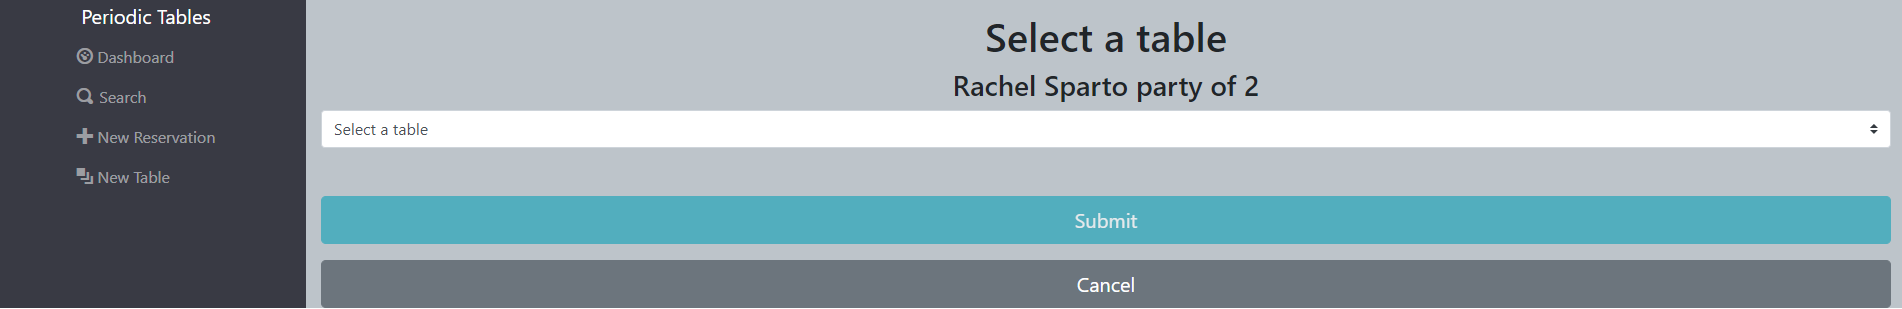 Periodic Tables
Dashboard
Search
New Reservation
New Table
Select a table
Rachel Sparto party of 2
Select a table
Submit
Cancel